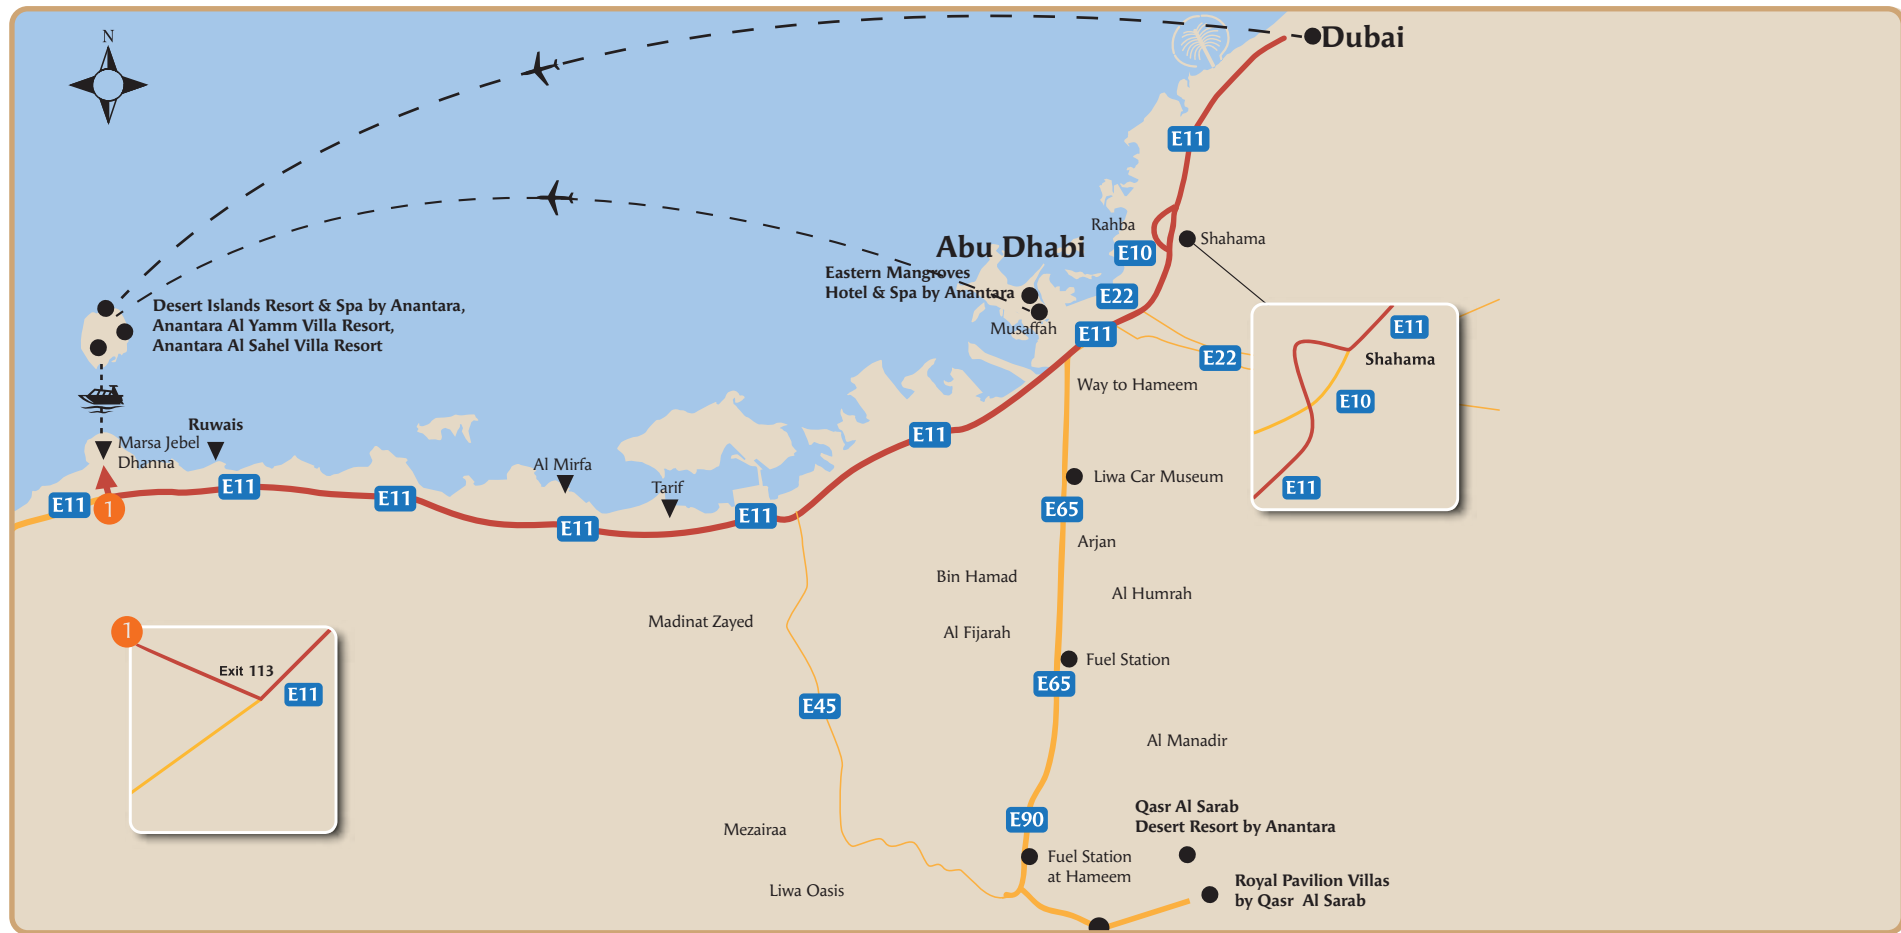 N
Dubai
E11
Rahba
Shahama
E10
Abu Dhabi
Eastern Mangroves
Hotel & Spa by Anantara
E22
Musaffah
E11
E22
Way to Hameem
Desert Islands Resort & Spa by Anantara,
Anantara Al Yamm Villa Resort,
Anantara Al Sahel Villa Resort
E11
Shahama
E10
E11
Ruwais
Marsa Jebel
Dhanna
E11
1
E11
E11
Al Mirfa
E11
Tarif
E11
E11
Liwa Car Museum
E65
Arjan
Bin Hamad
Al Humrah
Madinat Zayed
Al Fijarah
Fuel Station
E65
1
Exit 113
E11
E45
Al Manadir
Mezairaa
E90
Qasr Al Sarab
Desert Resort by Anantara
Fuel Station
at Hameem
Liwa Oasis
Royal Pavilion Villas
by Qasr Al Sarab